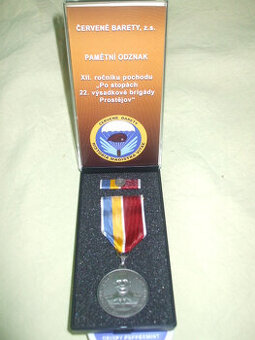 ČERVENÉ BARETY, z.s.
PAMĚTNÍ ODZNAK
XII. ročníku pochodu
„Po stopách
22. výsadkové brigády
Prostějov"
ČERVENÉ BARETY